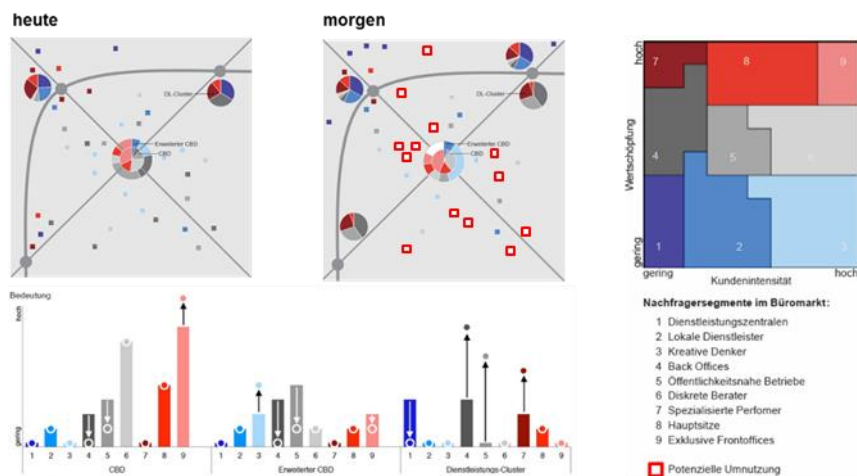 heute
morgen
DL-Cluster
Erweiterter CBD
CBD
DL-Cluster
Erweiterter CBD
CBD
hoch
Wertschöpfung
gering
7
8
9
4
5
6
1
2
3
gering
hoch
Kundenintensität
Bedeutung
hoch
gering
1 2 3 4 5 6 7 8 9
CBD
1 2 3 4 5 6 7 8 9
Erweiterter CBD
1 2 3 4 5 6 7 8 9
Dienstleistungs-Cluster
Nachfragersegmente im Büromarkt:
1 Dienstleistungszentralen
2 Lokale Dienstleister
3 Kreative Denker
4 Back Offices
5 Öffentlichkeitsnahe Betriebe
6 Diskrete Berater
7 Spezialisierte Perfomer
8 Hauptsitze
9 Exklusive Frontoffices
Potenzielle Umnutzung